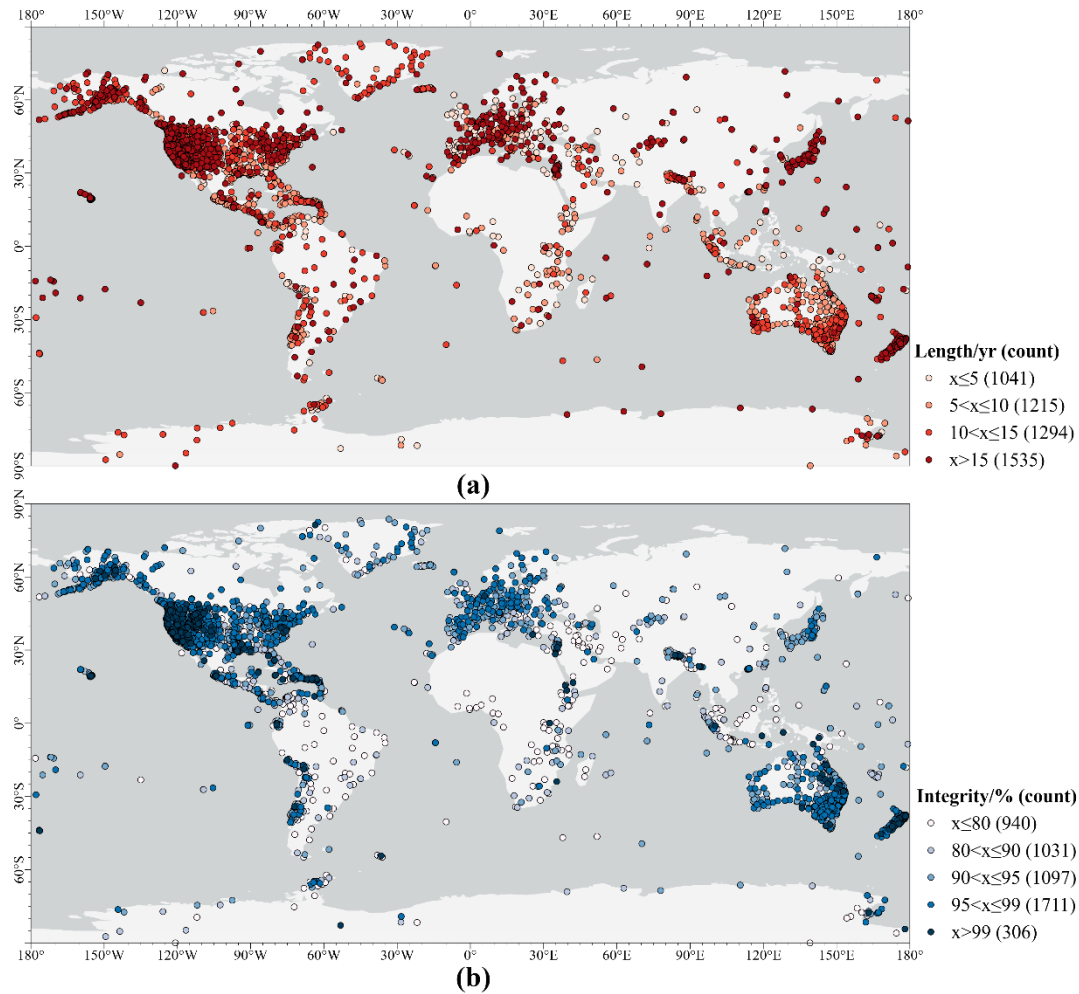 180° 150°W 120°W 90°W 60°W 30°W 0° 30°E 60°E 90°E 120°E 150°E 180°
60°N
30°N
0°
30°S
60°S
90°S
Length/yr (count)
x≤5 (1041)
5<x≤10 (1215)
10<x≤15 (1294)
x>15 (1535)
(a)
90°N
60°N
30°N
0°
30°S
60°S
Integrity/% (count)
x≤80 (940)
80<x≤90 (1031)
90<x≤95 (1097)
95<x≤99 (1711)
x>99 (306)
180° 150°W 120°W 90°W 60°W 30°W 0° 30°E 60°E 90°E 120°E 150°E 180°
(b)